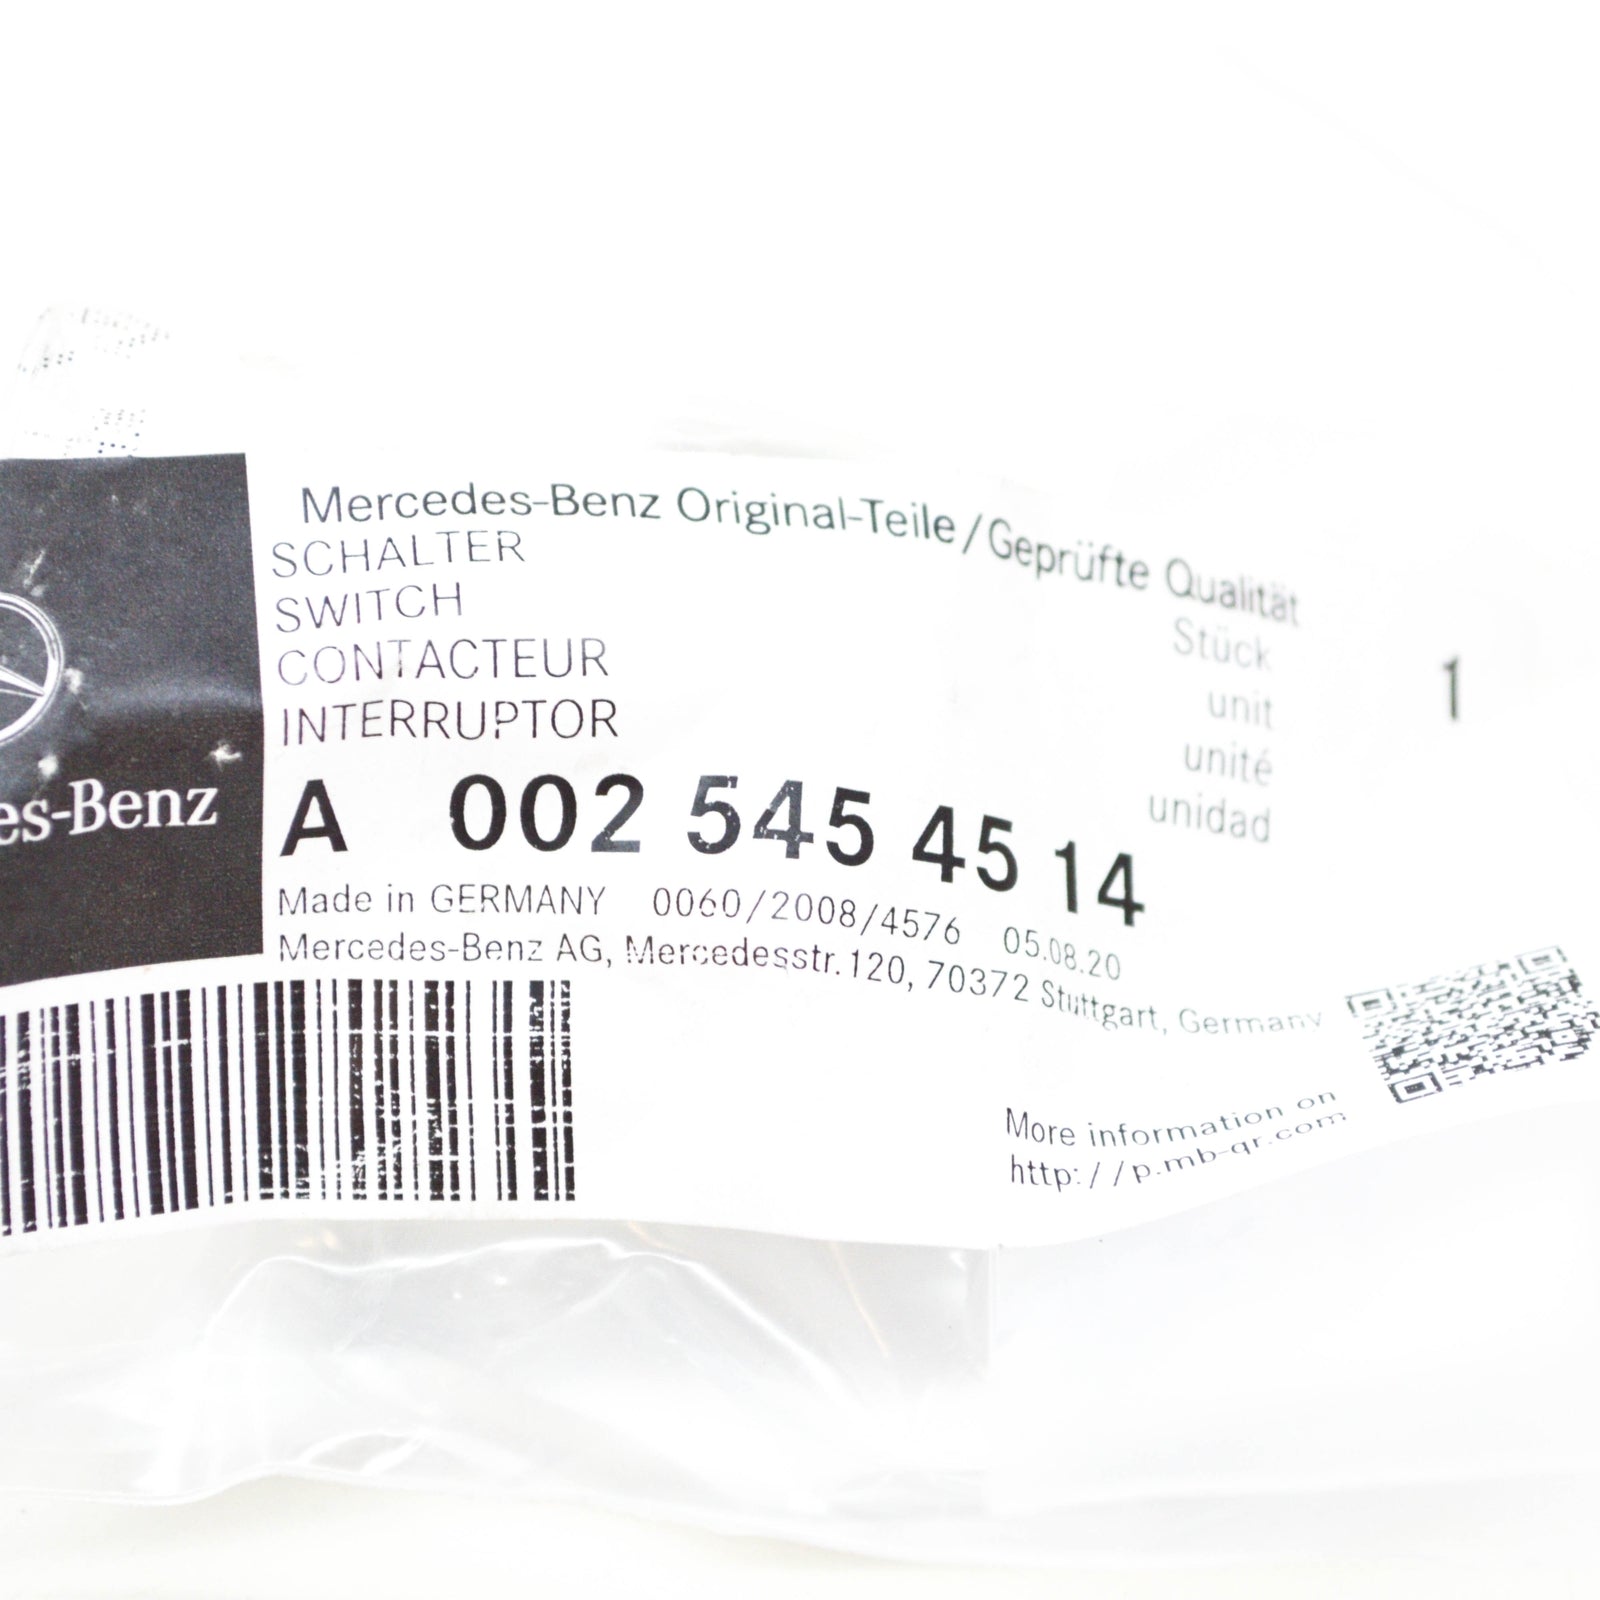 Mercedes-Benz Original-Teile/Geprüfte Qualität
SCHALTER
SWITCH
CONTACTEUR
INTERRUPTOR
Stück
unit
unité
unidad
1
es-Benz
A 002 545 45 14
Made in GERMANY 0060/2008/4576 05.08.20
Mercedes-Benz AG, Mercedesstr.120, 70372 Stuttgart, Germany
More information on
http://p.mb-qr.com